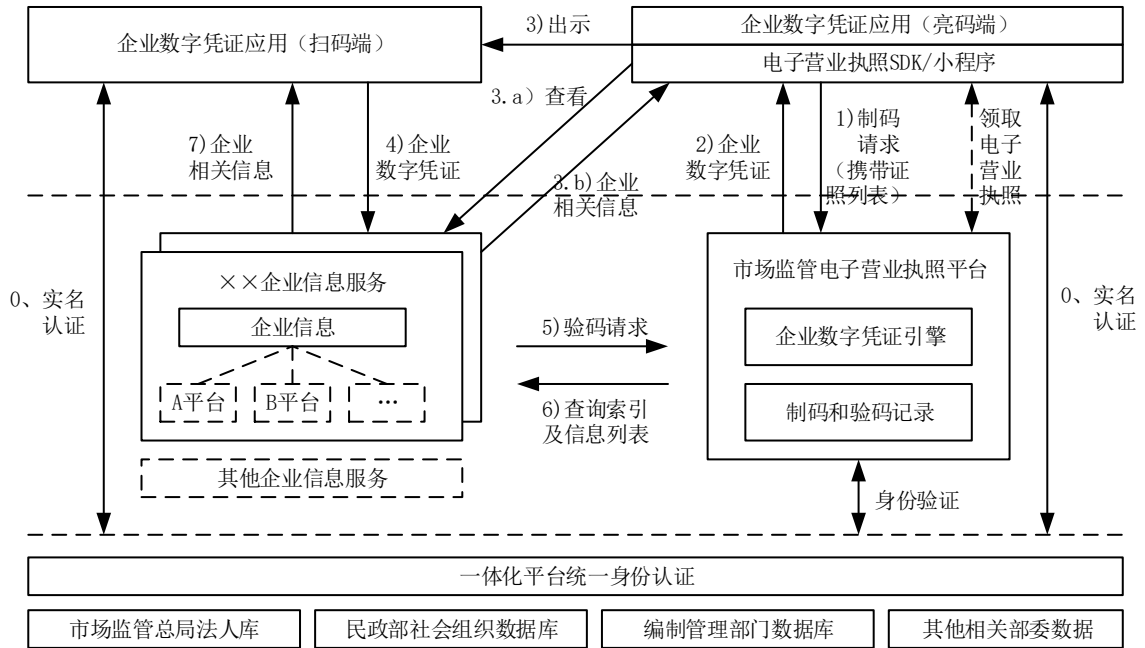 企业数字凭证应用（扫码端）
3)出示
企业数字凭证应用（亮码端）
电子营业执照SDK/小程序
3.a）查看
7)企业
相关信息
4)企业
数字凭证
3.b)企业
相关信息
2)企业
数字凭证
1)制码
请求
（携带证
照列表）
领取
电子
营业
执照
0、实名
认证
××企业信息服务
企业信息
A平台
B平台
…
其他企业信息服务
5)验码请求
6)查询索引
及信息列表
市场监管电子营业执照平台
企业数字凭证引擎
制码和验码记录
身份验证
0、实名
认证
一体化平台统一身份认证
市场监管总局法人库
民政部社会组织数据库
编制管理部门数据库
其他相关部委数据